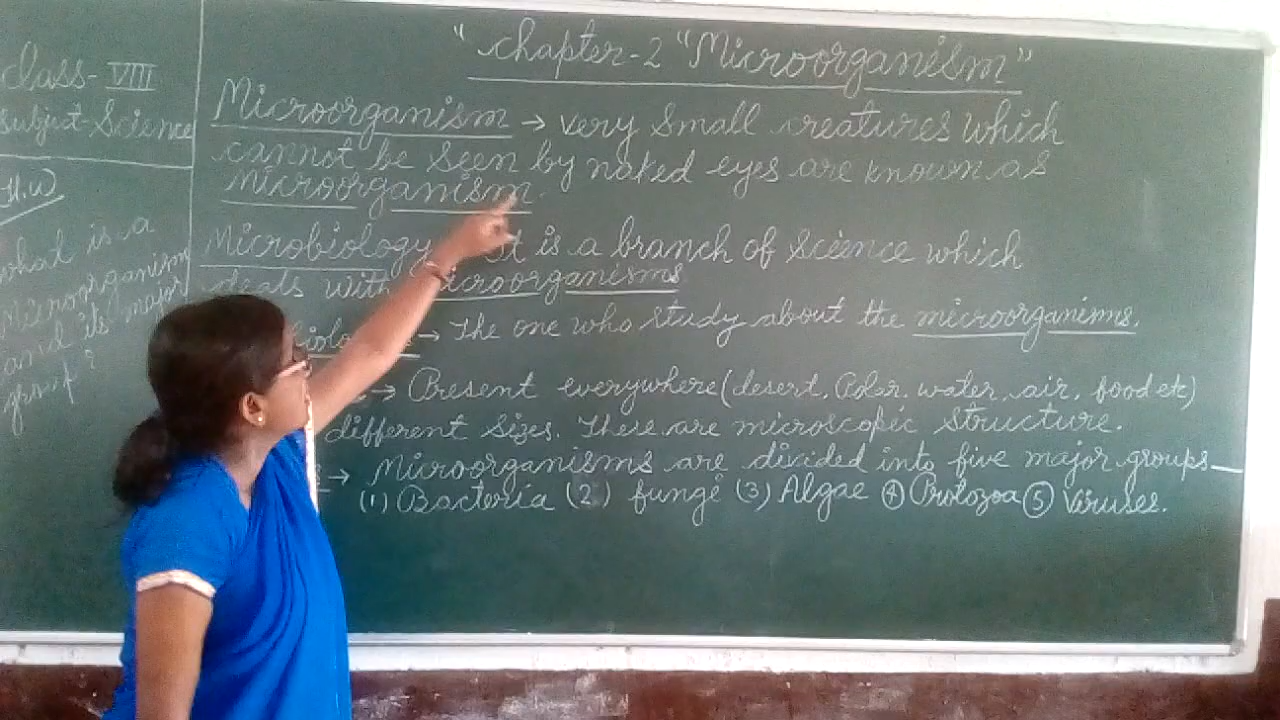 Class- VIII
Subject-Science
H.W
What is a
Microorganism
and its major
group?
"Chapter-2 "Microorganism"
Microorganism → very small creatures which
cannot be seen by naked eyes are known as
microorganism.
Microbiology It is a branch of science which
deals with microorganisms
→ The one who study about the microorganisms.
→ Present everywhere (desert, Polar, water, air, food etc)
different sizes. These are microscopic structure.
→ Microorganisms are divided into five major groups—
(1) Bacteria (2) fungi (3) Algae ④ Protozoa ⑤ Viruses.